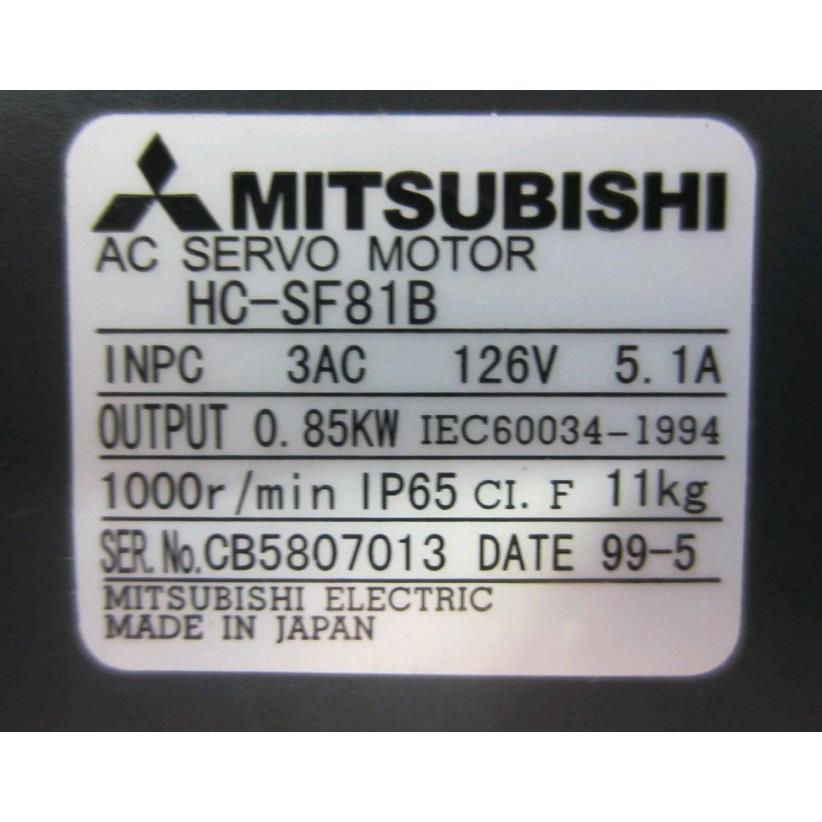 MITSUBISHI
AC SERVO MOTOR
HC-SF81B
INPC 3AC 126V 5.1A
OUTPUT 0.85KW IEC60034-1994
1000r/min IP65 CI. F 11kg
SER.No.CB5807013 DATE 99-5
MITSUBISHI ELECTRIC
MADE IN JAPAN